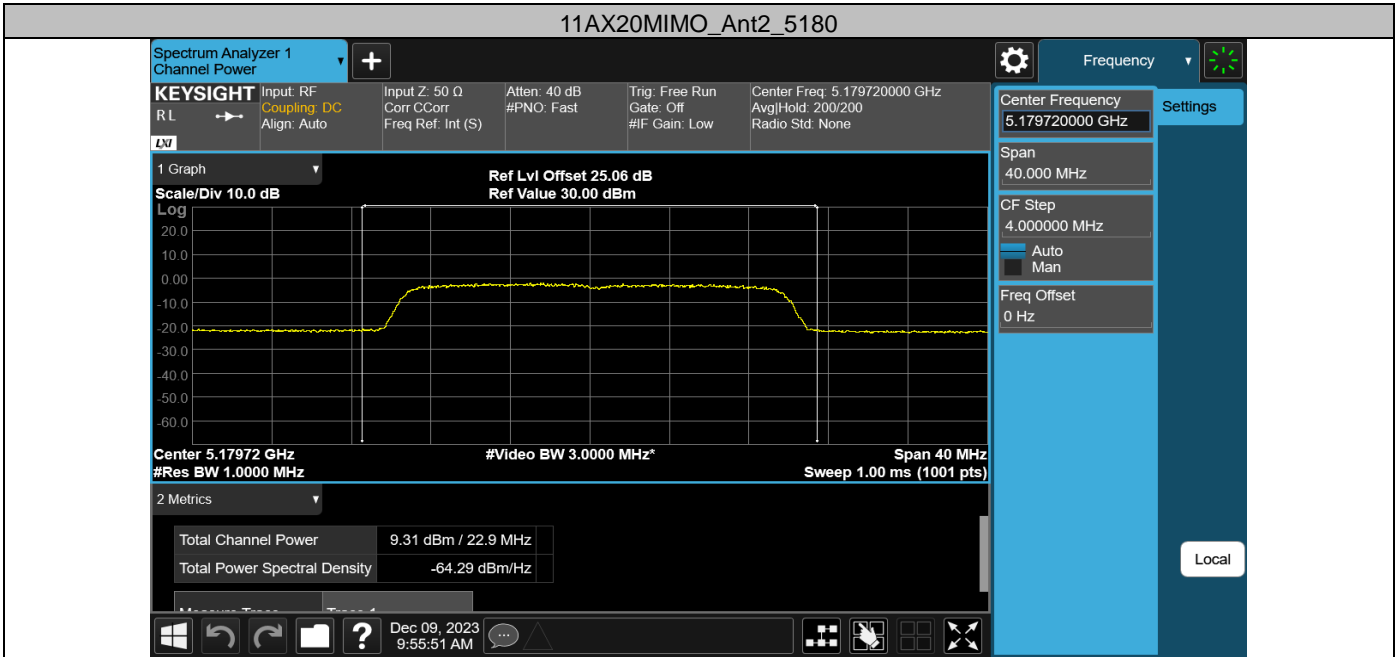 11AX20MIMO_Ant2_5180
Spectrum Analyzer 1
Channel Power
+
Frequency
KEYSIGHT
R L
LXI
Input: RF
Coupling: DC
Align: Auto
Input Z: 50 Ω
Corr CCorr
Freq Ref: Int (S)
Atten: 40 dB
#PNO: Fast
Trig: Free Run
Gate: Off
#IF Gain: Low
Center Freq: 5.179720000 GHz
Avg|Hold: 200/200
Radio Std: None
Center Frequency
5.179720000 GHz
Settings
Span
40.000 MHz
CF Step
4.000000 MHz
Auto
Man
Freq Offset
0 Hz
Local
1 Graph
Scale/Div 10.0 dB
Ref Lvl Offset 25.06 dB
Ref Value 30.00 dBm
Log
20.0
10.0
0.00
-10.0
-20.0
-30.0
-40.0
-50.0
-60.0
Center 5.17972 GHz
#Video BW 3.0000 MHz*
Span 40 MHz
#Res BW 1.0000 MHz
Sweep 1.00 ms (1001 pts)
2 Metrics
Total Channel Power 9.31 dBm / 22.9 MHz
Total Power Spectral Density -64.29 dBm/Hz
?
Dec 09, 2023
9:55:51 AM